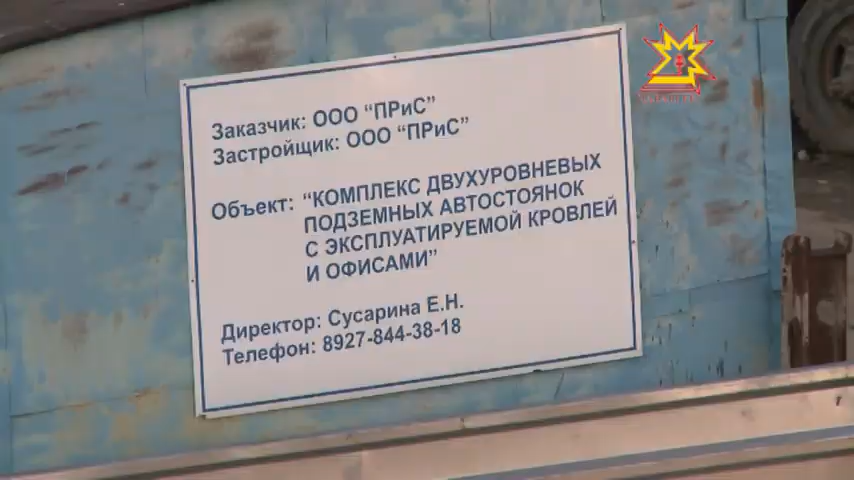 Заказчик: ООО “ПРиС”
Застройщик: ООО “ПРиС”
Объект: “КОМПЛЕКС ДВУХУРОВНЕВЫХ
ПОДЗЕМНЫХ АВТОСТОЯНОК
С ЭКСПЛУАТИРУЕМОЙ КРОВЛЕЙ
И ОФИСАМИ”
Директор: Сусарина Е.Н.
Телефон: 8927-844-38-18